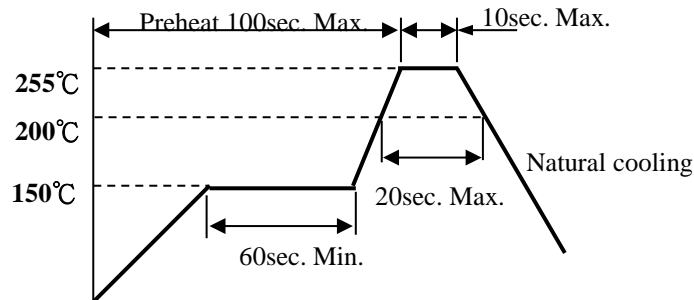 Preheat 100sec. Max.
10sec. Max.
255℃
200℃
Natural cooling
150℃
20sec. Max.
60sec. Min.